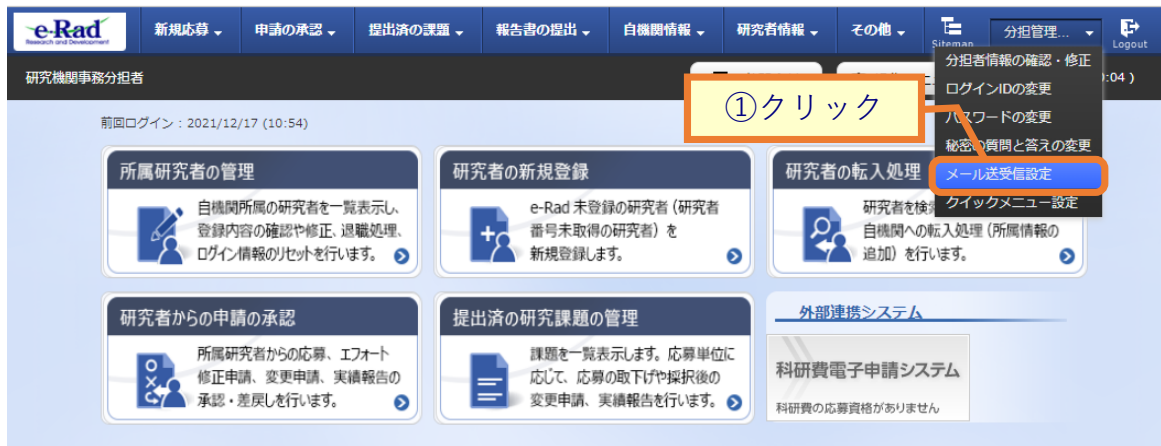 e-Rad
Research and Development
新規応募
申請の承認
提出済の課題
報告書の提出
自機関情報
研究者情報
その他
Sitemap
分担管理...
Logout
研究機関事務分担者
:04 )
分担者情報の確認・修正
ログインIDの変更
パスワードの変更
秘密の質問と答えの変更
メール送受信設定
クイックメニュー設定
①クリック
前回ログイン:2021/12/17 (10:54)
所属研究者の管理
自機関所属の研究者を一覧表示し、
登録内容の確認や修正、退職処理、
ログイン情報のリセットを行います。
研究者の新規登録
e-Rad 未登録の研究者(研究者
番号未取得の研究者)を
新規登録します。
研究者の転入処理
研究者を検
自機関への転入処理(所属情報の
追加)を行います。
研究者からの申請の承認
所属研究者からの応募、エフォート
修正申請、変更申請、実績報告の
承認・差戻しを行います。
提出済の研究課題の管理
課題を一覧表示します。応募単位に
応じて、応募の取下げや採択後の
変更申請、実績報告を行います。
外部連携システム
科研費電子申請システム
科研費の応募資格がありません